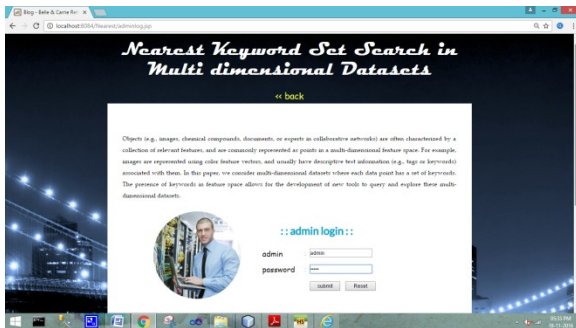 Blog - Bete & Carrie Re
localhost:8084/Nearest/adminlog.jsp
Nearest Keyword Set Search in
Multi dimensional Datasets
<< back
Objects (e.g., images, chemical compounds, documents, or experts in collaborative networks) are often characterized by a
collection of relevant features, and are commonly represented as points in a multi-dimensional feature space. For example,
images are represented using color feature vectors, and usually have descriptive text information (e.g., tags or keywords)
associated with them. In this paper, we consider multi-dimensional datasets where each data point has a set of keywords.
The presence of keywords in feature space allows for the development of new tools to query and explore these multi-
dimensional datasets.
: : admin login : :
admin : admin
password : ••••
submit Reset
05:33 PM